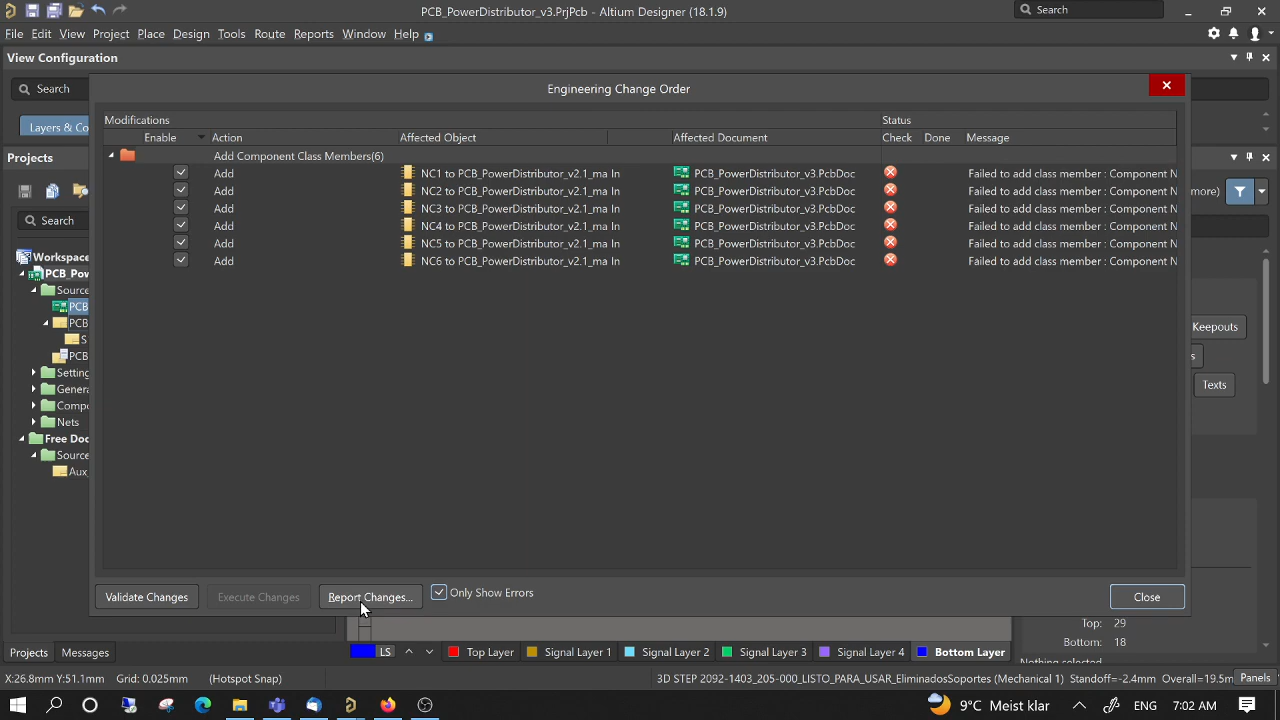 PCB_PowerDistributor_v3.PrjPcb - Altium Designer (18.1.9)
Search
File Edit View Project Place Design Tools Route Reports Window Help
View Configuration
Search
Layers & Co
Projects
Search
Engineering Change Order
Modifications Status
Enable Action Affected Object Affected Document Check Done Message
Add Component Class Members(6)
Add NC1 to PCB_PowerDistributor_v2.1_ma In PCB_PowerDistributor_v3.PcbDoc Failed to add class member : Component N
Add NC2 to PCB_PowerDistributor_v2.1_ma In PCB_PowerDistributor_v3.PcbDoc Failed to add class member : Component N
Add NC3 to PCB_PowerDistributor_v2.1_ma In PCB_PowerDistributor_v3.PcbDoc Failed to add class member : Component N
Add NC4 to PCB_PowerDistributor_v2.1_ma In PCB_PowerDistributor_v3.PcbDoc Failed to add class member : Component N
Add NC5 to PCB_PowerDistributor_v2.1_ma In PCB_PowerDistributor_v3.PcbDoc Failed to add class member : Component N
Add NC6 to PCB_PowerDistributor_v2.1_ma In PCB_PowerDistributor_v3.PcbDoc Failed to add class member : Component N
more)
Workspace
PCB_Pow
Source
PCB
PCB
S
PCB
Setting
Genera
Compo
Nets
Free Doc
Source
Aux_
Keepouts
s
Texts
Validate Changes Execute Changes Report Changes... Only Show Errors Close
Top: 29
Bottom: 18
Nothing selected
Projects Messages LS Top Layer Signal Layer 1 Signal Layer 2 Signal Layer 3 Signal Layer 4 Bottom Layer
X:26.8mm Y:51.1mm Grid: 0.025mm (Hotspot Snap) 3D STEP 2092-1403_205-000_LISTO_PARA_USAR_EliminadosSoportes (Mechanical 1) Standoff=-2.4mm Overall=19.5m Panels
9°C Meist klar ENG 7:02 AM